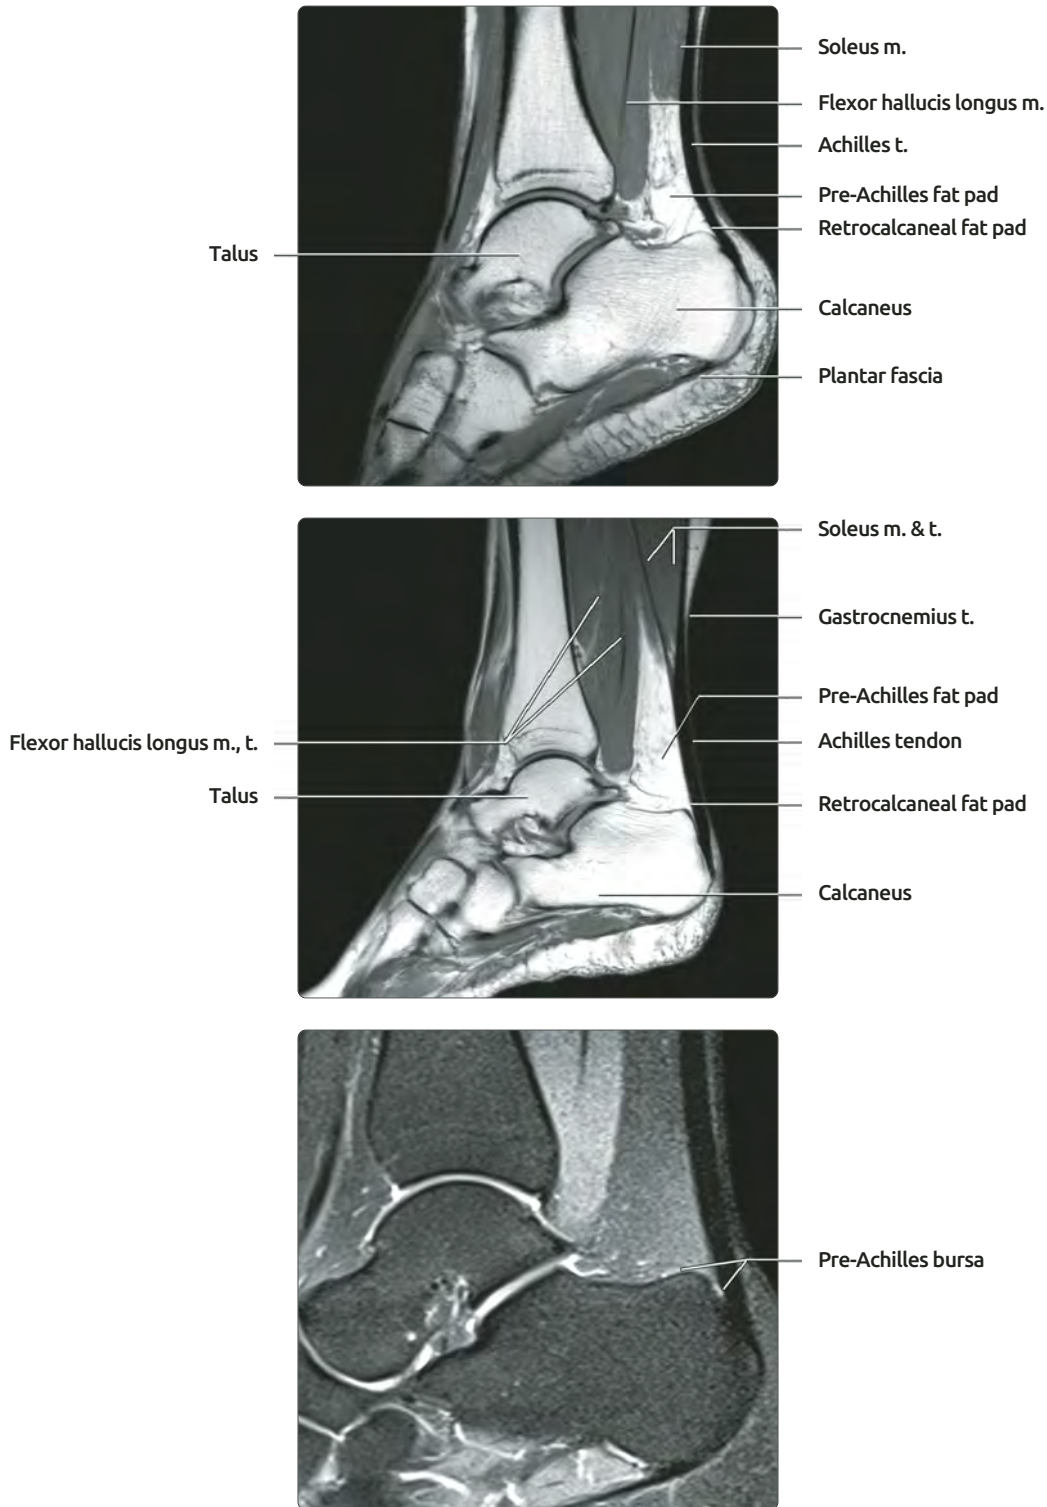 Soleus m.
Flexor hallucis longus m.
Achilles t.
Pre-Achilles fat pad
Retrocalcaneal fat pad
Talus
Calcaneus
Plantar fascia
Soleus m. & t.
Gastrocnemius t.
Pre-Achilles fat pad
Flexor hallucis longus m., t.
Achilles tendon
Talus
Retrocalcaneal fat pad
Calcaneus
Pre-Achilles bursa